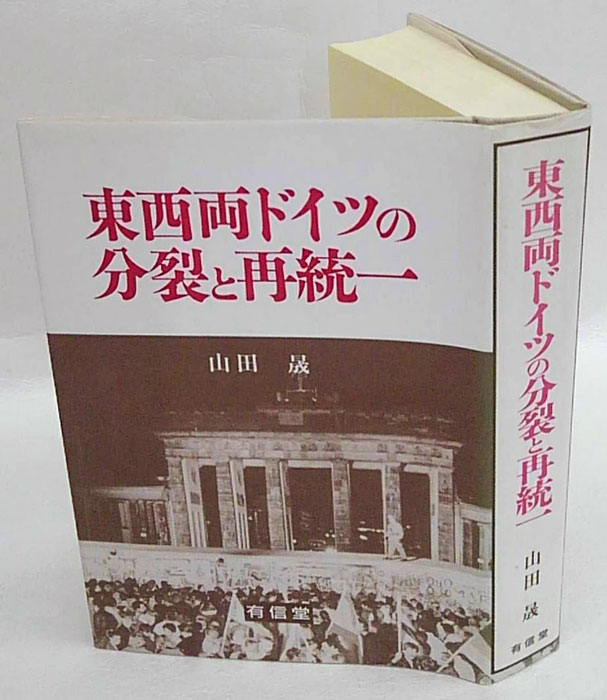 東西両ドイツの
分裂と再統一
山田 晟
有信堂
東西両ドイツの分裂と再統一
山田 晟
有信堂